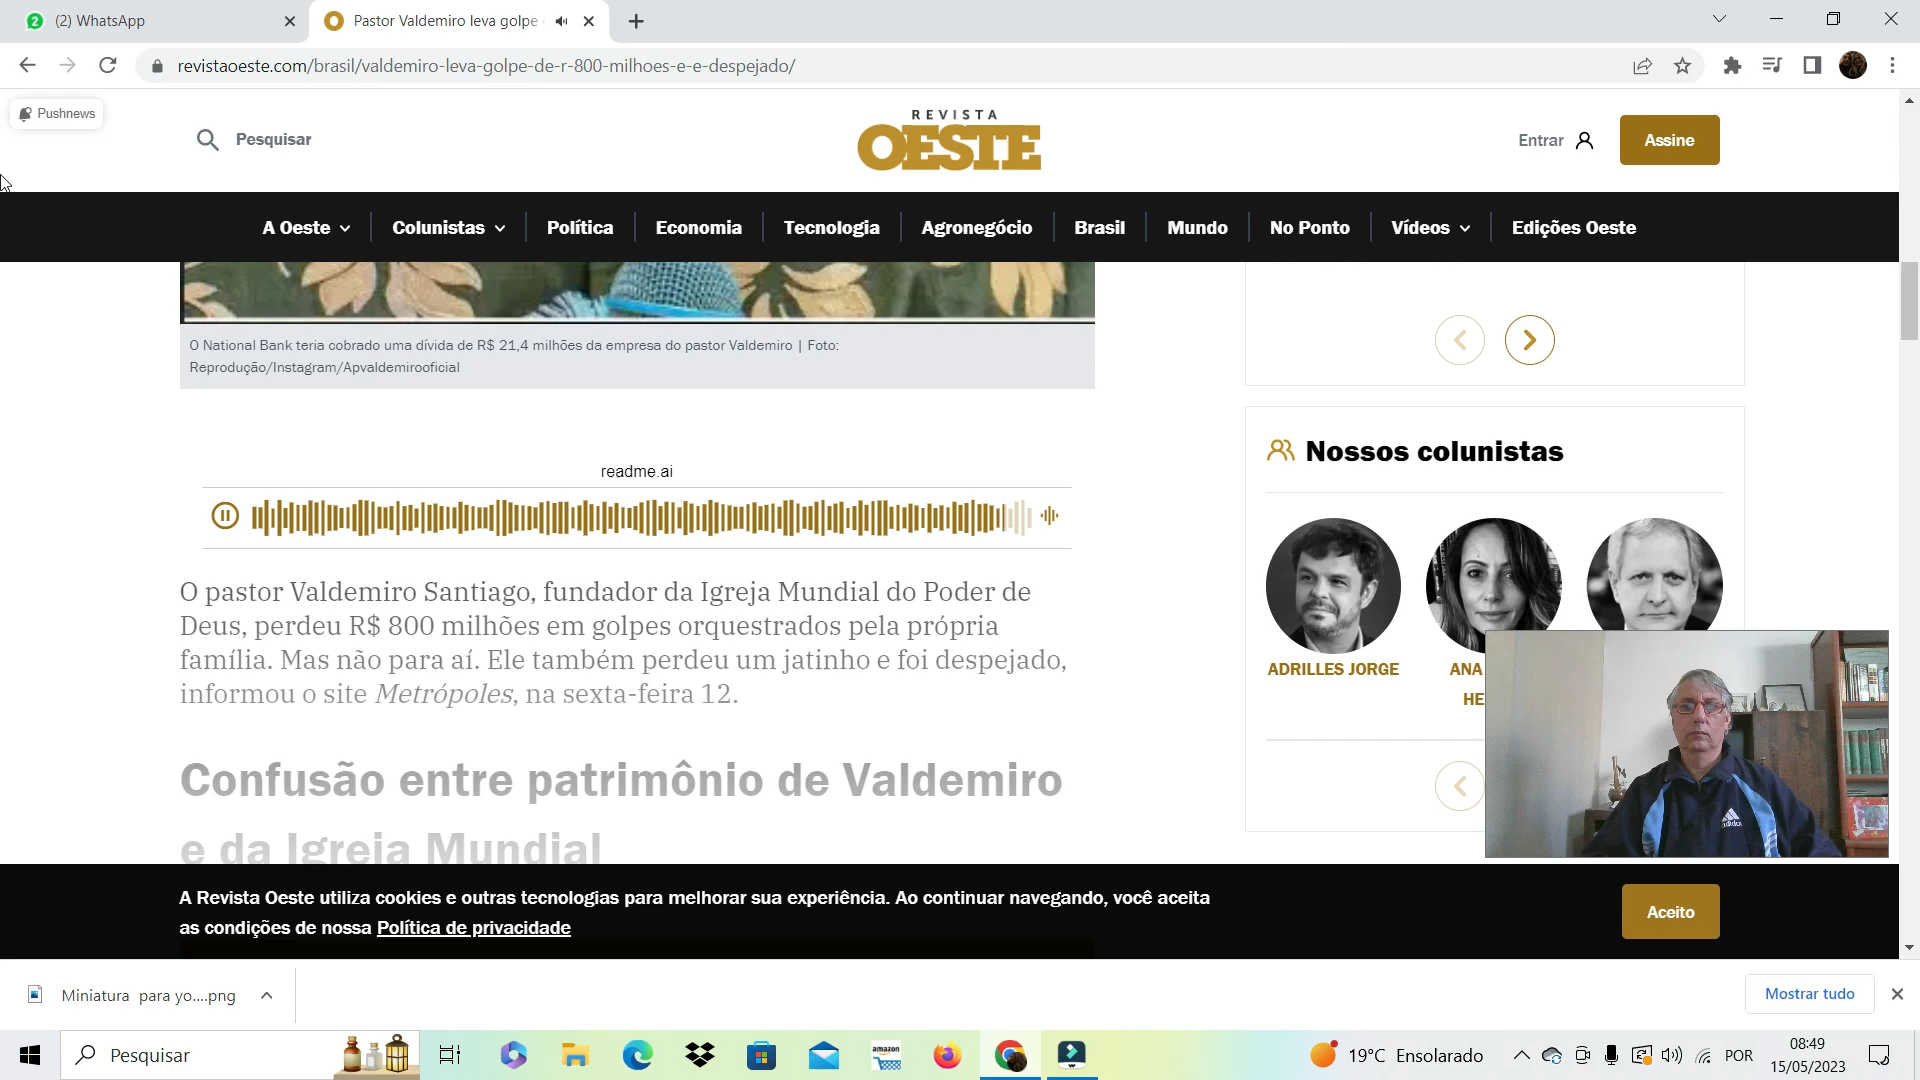 (2) WhatsApp
Pastor Valdemiro leva golpe
revistaoeste.com/brasil/valdemiro-leva-golpe-de-r-800-milhoes-e-e-despejado/
Pushnews
Pesquisar
REVISTA
OESTE
Entrar
Assine
A Oeste
Colunistas
Política
Economia
Tecnologia
Agronegócio
Brasil
Mundo
No Ponto
Vídeos
Edições Oeste
O National Bank teria cobrado uma dívida de R$ 21,4 milhões da empresa do pastor Valdemiro | Foto:
Reprodução/Instagram/Apvaldemirooficial
readme.ai
O pastor Valdemiro Santiago, fundador da Igreja Mundial do Poder de
Deus, perdeu R$ 800 milhões em golpes orquestrados pela própria
família. Mas não para aí. Ele também perdeu um jatinho e foi despejado,
informou o site Metrópoles, na sexta-feira 12.
Confusão entre patrimônio de Valdemiro
e da Igreja Mundial
Nossos colunistas
ADRILLES JORGE
ANA
HE
adidas
A Revista Oeste utiliza cookies e outras tecnologias para melhorar sua experiência. Ao continuar navegando, você aceita
as condições de nossa Política de privacidade
Aceito
Miniatura para yo....png
Mostrar tudo
Pesquisar
amazon
19°C Ensolarado
POR
08:49
15/05/2023